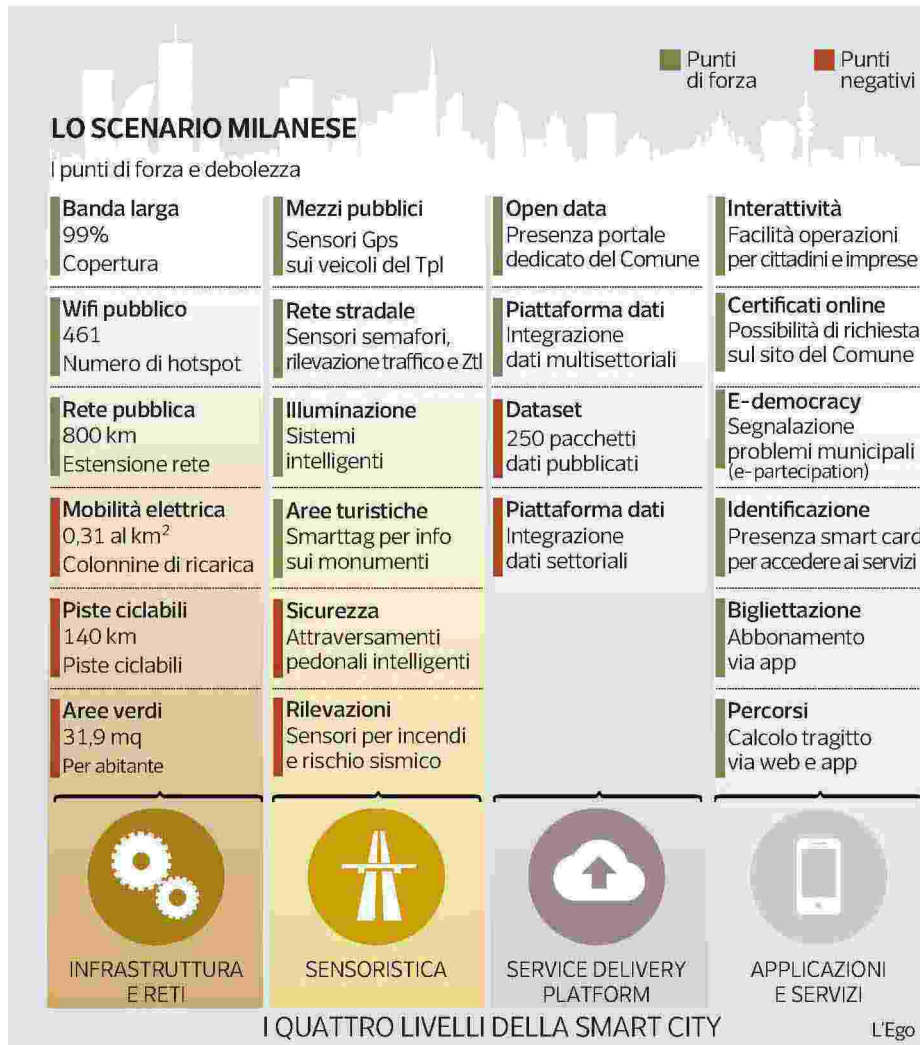 Punti
di forza
Punti
negativi
LO SCENARIO MILANESE
I punti di forza e debolezza
Banda larga
99%
Copertura
Wifi pubblico
461
Numero di hotspot
Rete pubblica
800 km
Estensione rete
Mobilità elettrica
0,31 al km²
Colonnine di ricarica
Piste ciclabili
140 km
Piste ciclabili
Aree verdi
31,9 mq
Per abitante
Mezzi pubblici
Sensori Gps
sui veicoli del Tpl
Rete stradale
Sensori semafori,
rilevazione traffico e Ztl
Illuminazione
Sistemi
intelligenti
Aree turistiche
Smarttag per info
sui monumenti
Sicurezza
Attraversamenti
pedonali intelligenti
Rilevazioni
Sensori per incendi
e rischio sismico
Open data
Presenza portale
dedicato del Comune
Piattaforma dati
Integrazione
dati multisettoriali
Dataset
250 pacchetti
dati pubblicati
Piattaforma dati
Integrazione
dati settoriali
Interattività
Facilità operazioni
per cittadini e imprese
Certificati online
Possibilità di richiesta
sul sito del Comune
E-democracy
Segnalazione
problemi municipali
(e-partecipation)
Identificazione
Presenza smart card
per accedere ai servizi
Bigliettazione
Abbonamento
via app
Percorsi
Calcolo tragitto
via web e app
INFRASTRUTTURA
E RETI
SENSORISTICA
SERVICE DELIVERY
PLATFORM
APPLICAZIONI
E SERVIZI
I QUATTRO LIVELLI DELLA SMART CITY
L'Ego